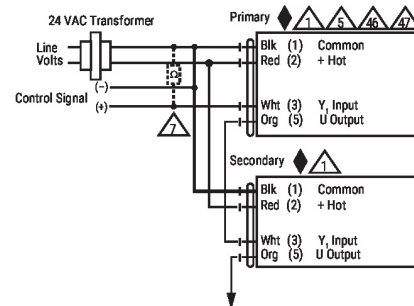 24 VAC Transformer
Primary 1 5 46 47
Line Volts
Blk (1) Common
Red (2) + Hot
(–)
Control Signal (+)
Ω
7
Wht (3) Y₁ Input
Org (5) U Output
Secondary 1
Blk (1) Common
Red (2) + Hot
Wht (3) Y₁ Input
Org (5) U Output